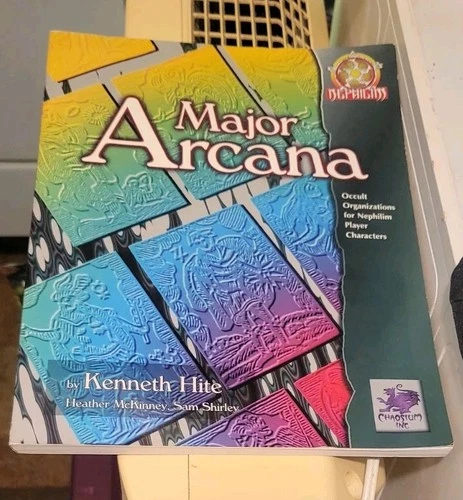 NEPHILIM
Major
Arcana
Occult
Organizations
for Nephilim
Player
Characters
by Kenneth Hite
Heather McKinney, Sam Shirley
CHAOSIUM
INC.